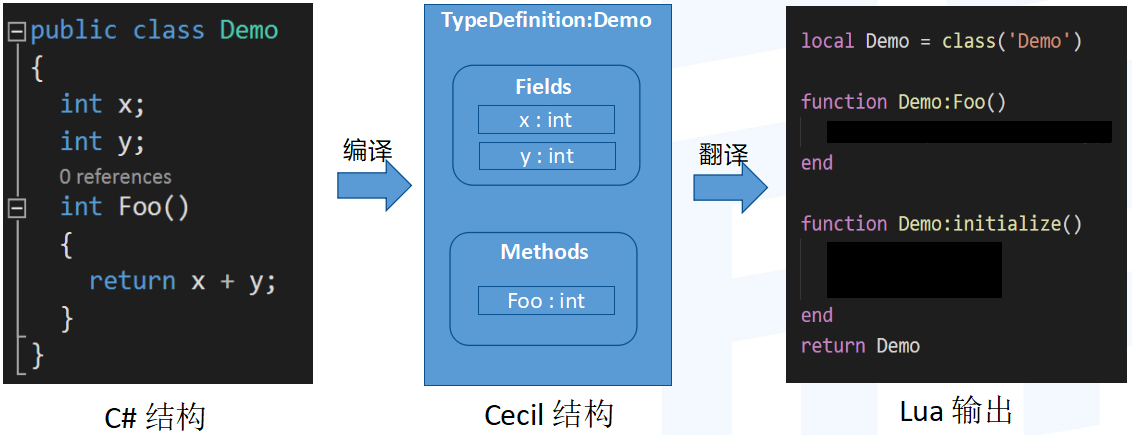 public class Demo
{
int x;
int y;
0 references
int Foo()
{
return x + y;
}
}
C# 结构
编译
TypeDefinition:Demo
Fields
x : int
y : int
Methods
Foo : int
Cecil 结构
翻译
local Demo = class('Demo')
function Demo:Foo()
end
function Demo:initialize()
end
return Demo
Lua 输出